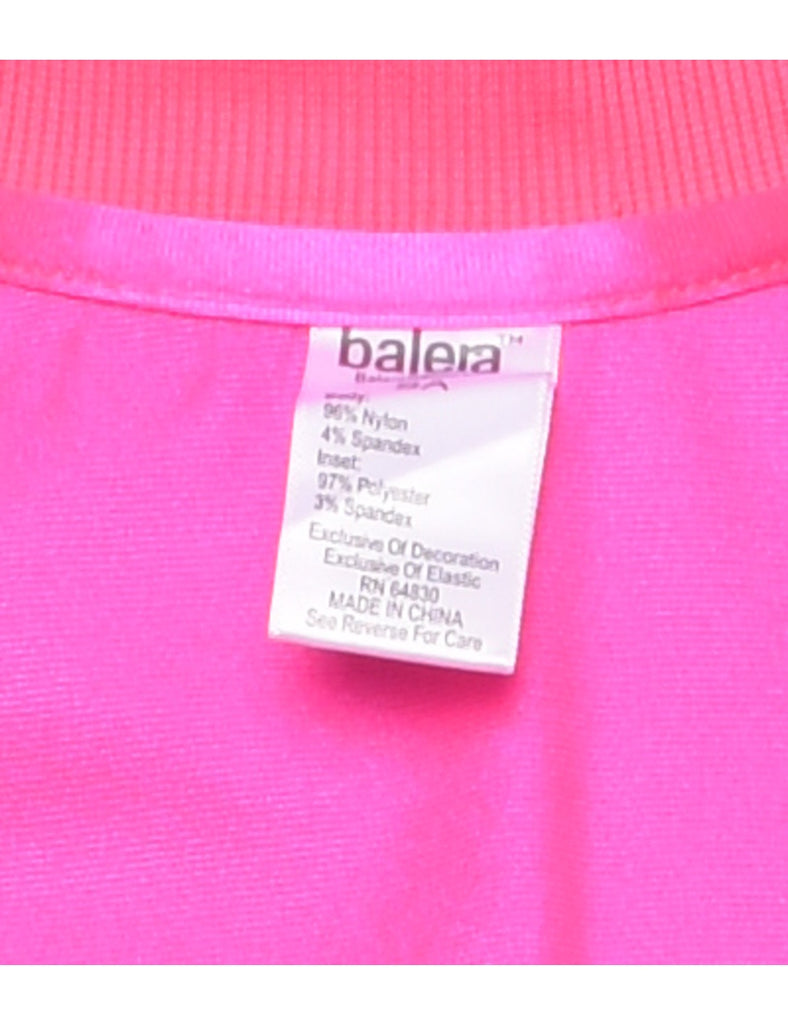 balera™
96% Nylon
4% Spandex
Inset:
97% Polyester
3% Spandex
Exclusive Of Decoration
Exclusive Of Elastic
RN 64830
MADE IN CHINA
See Reverse For Care